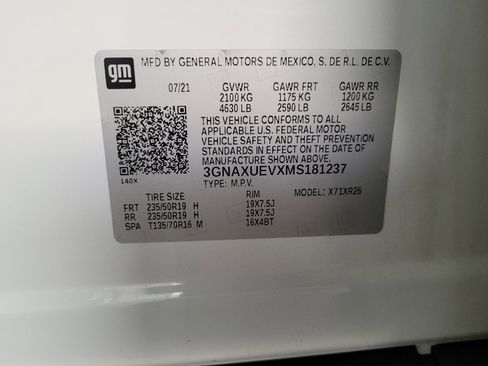 gm
MFD BY GENERAL MOTORS DE MEXICO, S. DE R.L. DE C.V.
07/21 GVWR GAWR FRT GAWR RR
2100 KG 1175 KG 1200 KG
4630 LB 2590 LB 2645 LB
THIS VEHICLE CONFORMS TO ALL
APPLICABLE U.S. FEDERAL MOTOR
VEHICLE SAFETY AND THEFT PREVENTION
STANDARDS IN EFFECT ON THE DATE OF
MANUFACTURE SHOWN ABOVE.
3GNAXUEVXMS181237
140X TYPE: M.P.V. MODEL: X71XR26
TIRE SIZE RIM
FRT 235/50R19 H 19X7.5J
RR 235/50R19 H 19X7.5J
SPA T135/70R16 M 16X4BT